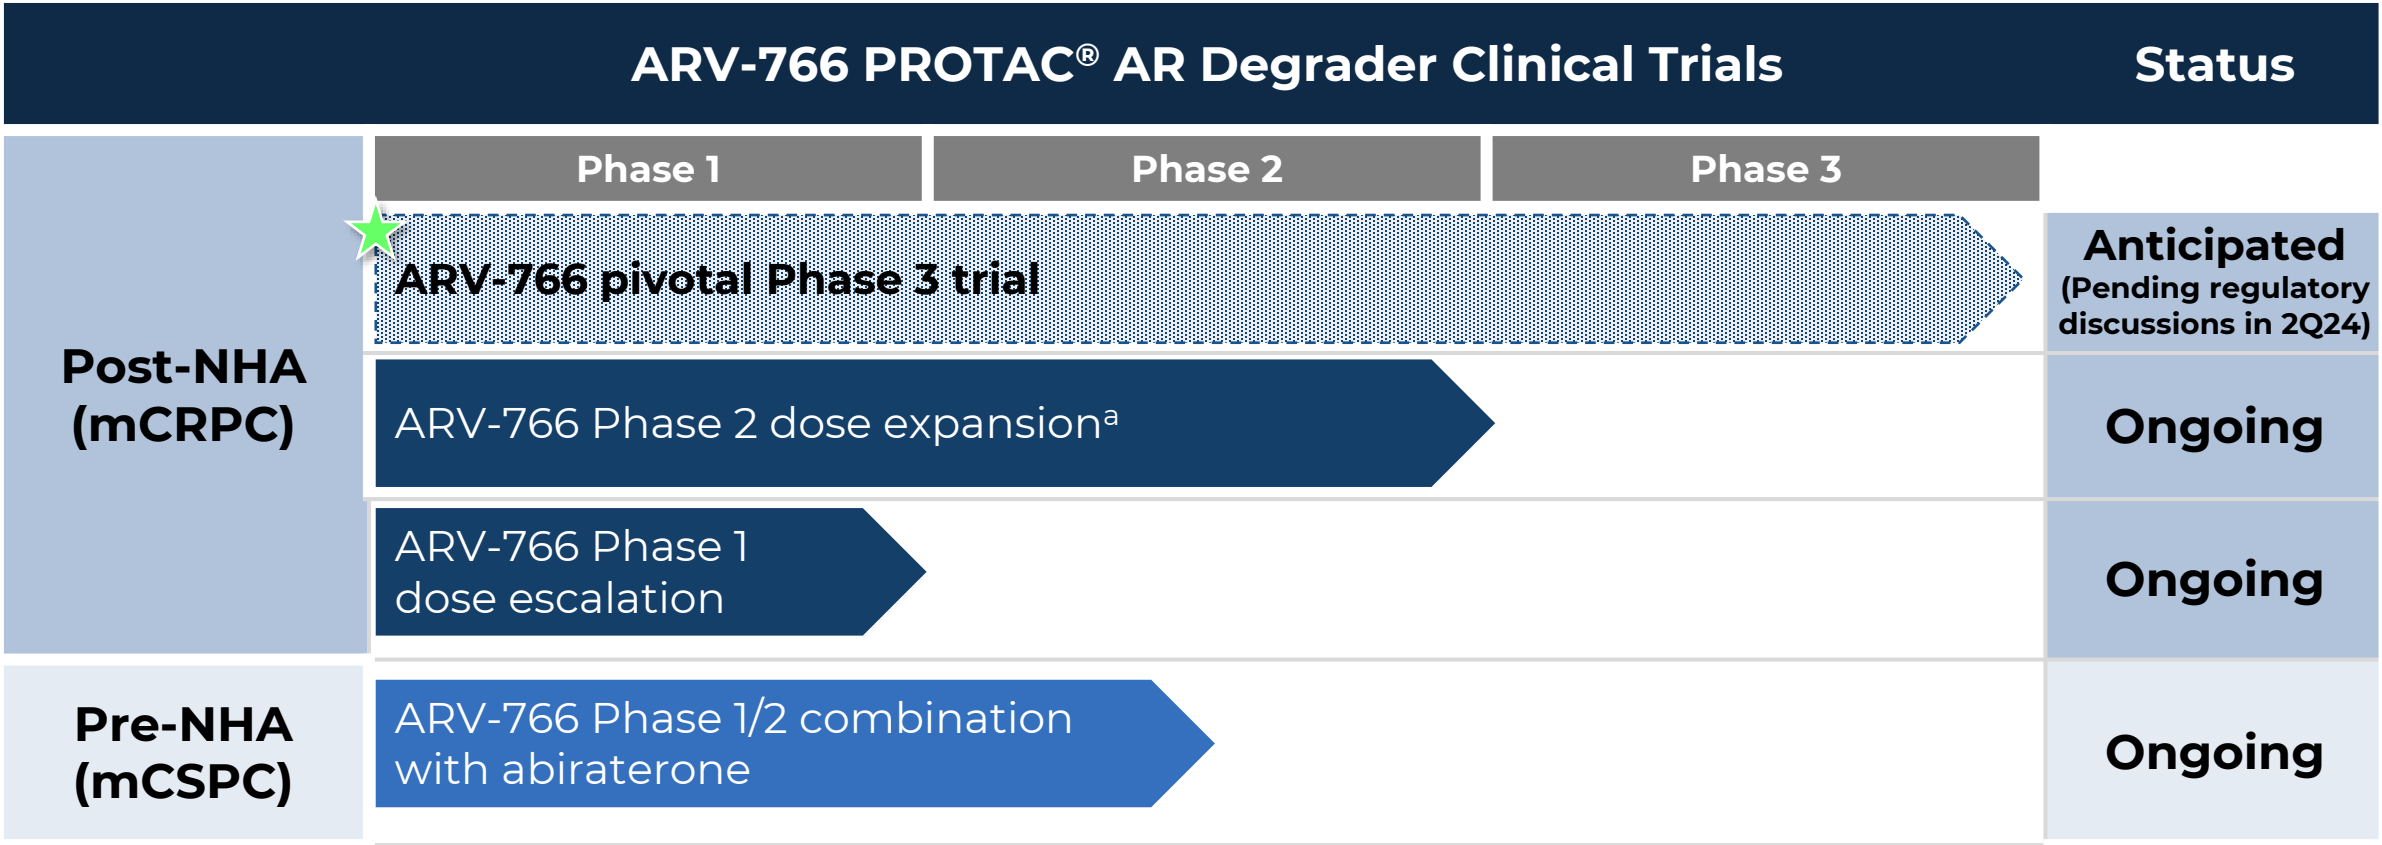 ARV-766 PROTAC® AR Degrader Clinical Trials
Status
Phase 1
Phase 2
Phase 3
Post-NHA
(mCRPC)
ARV-766 pivotal Phase 3 trial
Anticipated
(Pending regulatory
discussions in 2Q24)
ARV-766 Phase 2 dose expansionᵃ
Ongoing
ARV-766 Phase 1
dose escalation
Ongoing
Pre-NHA
(mCSPC)
ARV-766 Phase 1/2 combination
with abiraterone
Ongoing